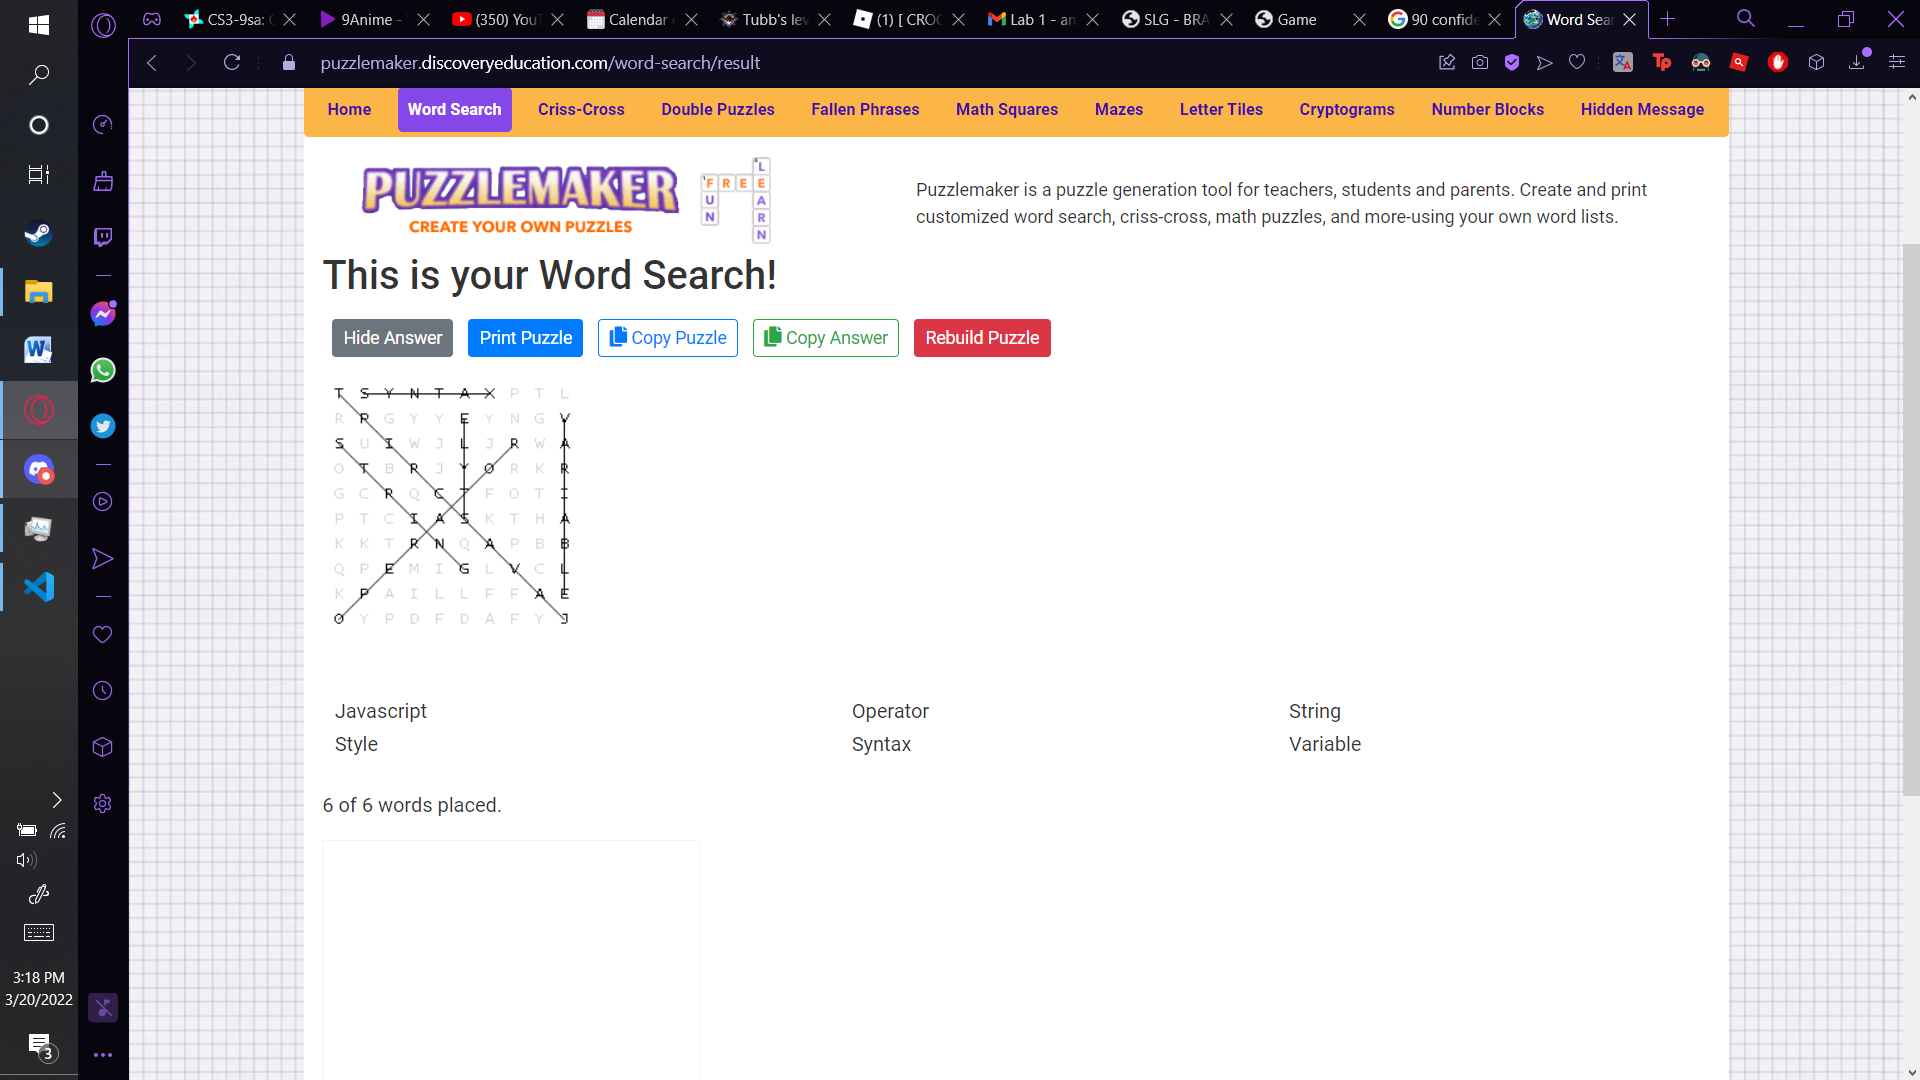 CS3-9sa: 9Anime - (350) YouT Calendar Tubb's lev (1) [ CROC Lab 1 - an SLG - BRA Game 90 confide Word Sear
puzzlemaker.discoveryeducation.com/word-search/result
Home Word Search Criss-Cross Double Puzzles Fallen Phrases Math Squares Mazes Letter Tiles Cryptograms Number Blocks Hidden Message
PUZZLEMAKER
CREATE YOUR OWN PUZZLES
FREE
FUN
LEARN
Puzzlemaker is a puzzle generation tool for teachers, students and parents. Create and print
customized word search, criss-cross, math puzzles, and more-using your own word lists.
This is your Word Search!
Hide Answer Print Puzzle Copy Puzzle Copy Answer Rebuild Puzzle
T S Y N T A X P T L
R P G Y Y E Y N G V
S U I W J L J R W A
O T B R J Y O R K R
G C R Q C T F O T I
P T C I A S K T H A
K K T R N Q A P B B
Q P E M I G L V C L
K P A I L L F F A E
O Y P D F D A F Y J
Javascript Operator String
Style Syntax Variable
6 of 6 words placed.
3:18 PM
3/20/2022
3